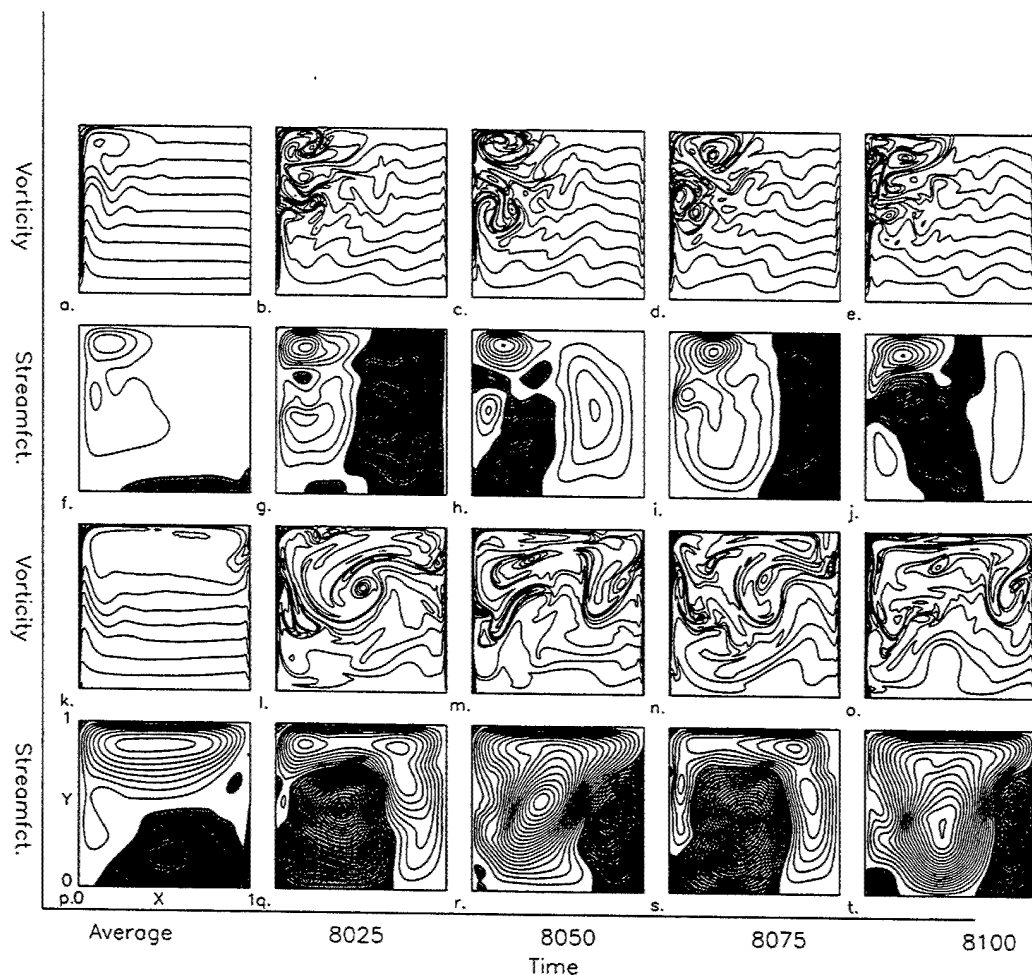 Vorticity
a. b. c. d. e.
Streamfct.
f. g. h. i. j.
Vorticity
k. l. m. n. o.
1
Streamfct.
Y
0
p.0 X 1q. r. s. t.
Average 8025 8050 8075 8100
Time